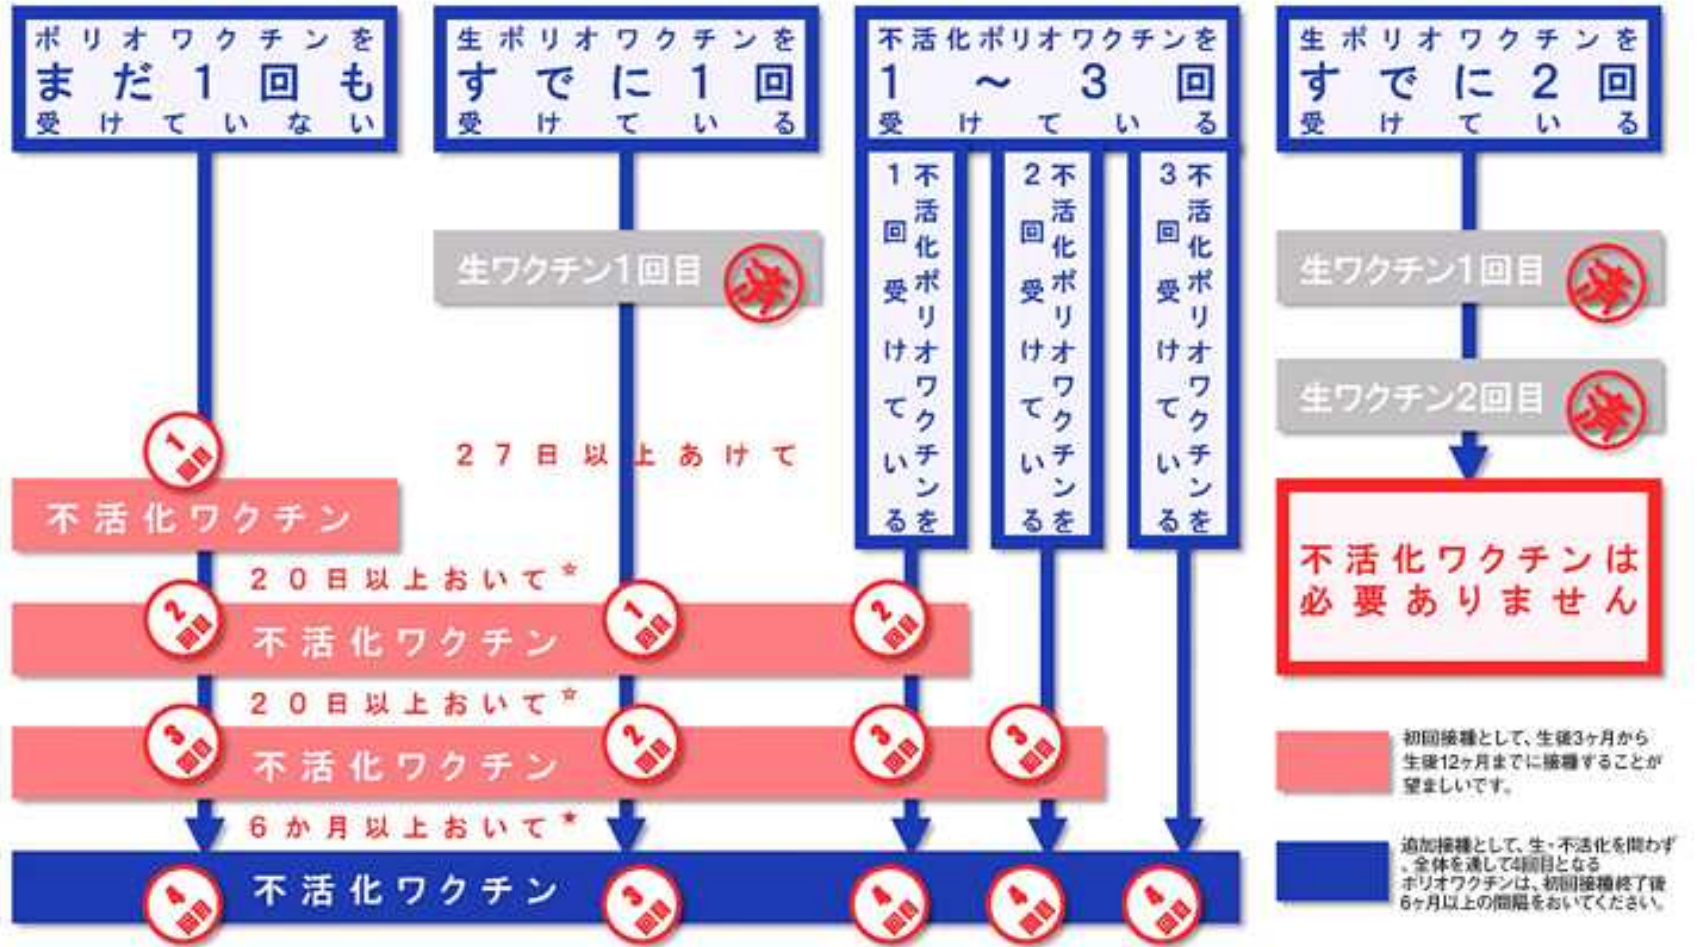 ポリオワクチンを
まだ1回も
受けていない
生ポリオワクチンを
すでに1回
受けている
不活化ポリオワクチンを
1～3回
受けている
生ポリオワクチンを
すでに2回
受けている
不活化ポリオワクチンを
1回受けている
不活化ポリオワクチンを
2回受けている
不活化ポリオワクチンを
3回受けている
生ワクチン1回目
済
生ワクチン1回目
済
生ワクチン2回目
済
1
回目
27日以上あけて
不活化ワクチン
不活化ワクチンは
必要ありません
20日以上おいて☆
2
回目
不活化ワクチン
1
回目
2
回目
20日以上おいて☆
3
回目
不活化ワクチン
2
回目
3
回目
3
回目
6か月以上おいて★
4
回目
不活化ワクチン
3
回目
4
回目
4
回目
4
回目
初回接種として、生後3ヶ月から
生後12ヶ月までに接種することが
望ましいです。
追加接種として、生・不活化を問わず
、全体を通して4回目となる
ポリオワクチンは、初回接種終了後
6ヶ月以上の間隔をおいてください。